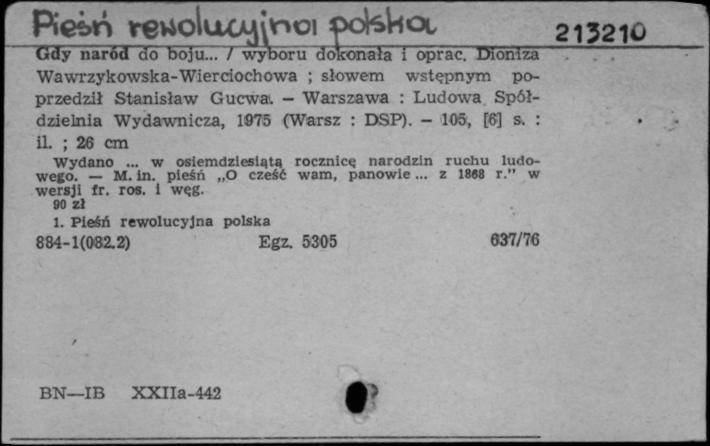 Pieśń rewolucyjna polska
213210
Gdy naród do boju... / wyboru dokonała i oprac. Dioniza
Wawrzykowska-Wierciochowa ; słowem wstępnym po-
przedził Stanisław Gucwa. — Warszawa : Ludowa Spół-
dzielnia Wydawnicza, 1975 (Warsz : DSP). — 105, [6] s. :
il. ; 26 cm
Wydano ... w osiemdziesiątą rocznicę narodzin ruchu ludo-
wego. — M. in. pieśń „O cześć wam, panowie ... z 1868 r." w
wersji fr. ros. i węg.
90 zł
1. Pieśń rewolucyjna polska
884-1(082.2) Egz. 5305 637/76
BN—IB XXIIa-442